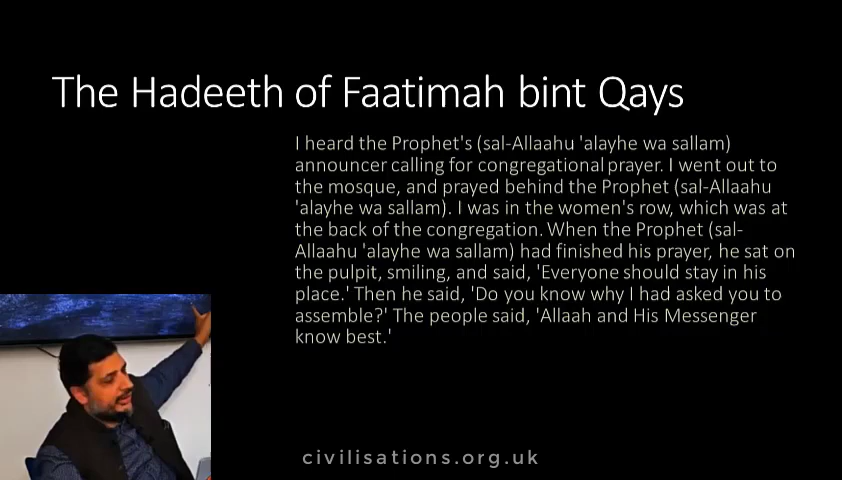 The Hadeeth of Faatimah bint Qays
I heard the Prophet's (sal-Allaahu 'alayhe wa sallam)
announcer calling for congregational prayer. I went out to
the mosque, and prayed behind the Prophet (sal-Allaahu
'alayhe wa sallam). I was in the women's row, which was at
the back of the congregation. When the Prophet (sal-
Allaahu 'alayhe wa sallam) had finished his prayer, he sat on
the pulpit, smiling, and said, 'Everyone should stay in his
place.' Then he said, 'Do you know why I had asked you to
assemble?' The people said, 'Allaah and His Messenger
know best.'
civilisations.org.uk